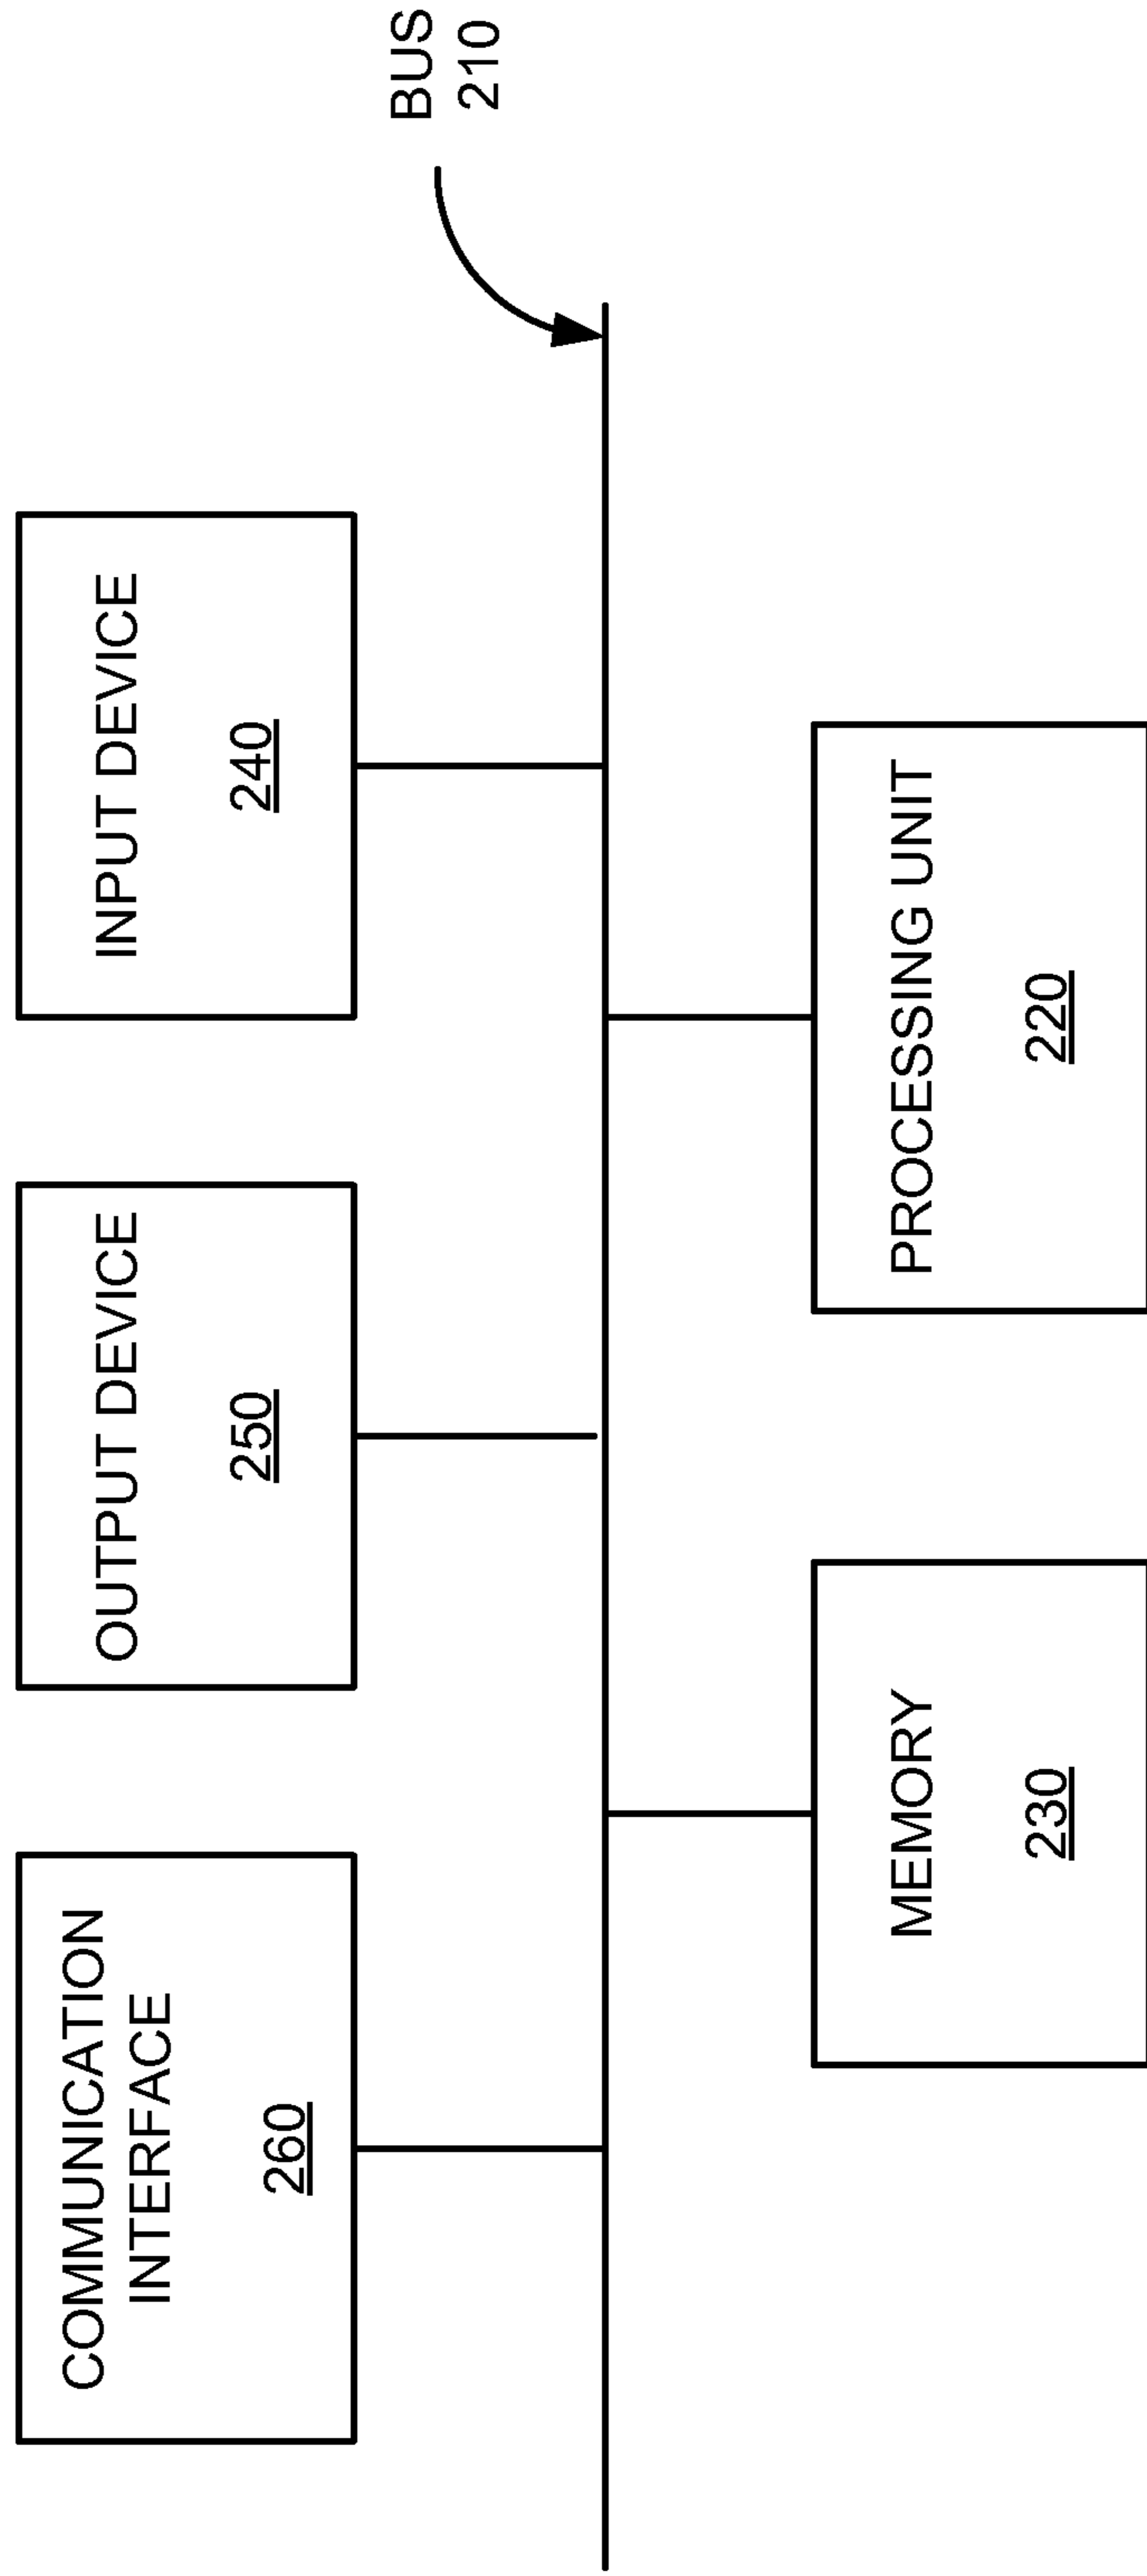 COMMUNICATION
INTERFACE
260
OUTPUT DEVICE
250
INPUT DEVICE
240
BUS
210
MEMORY
230
PROCESSING UNIT
220